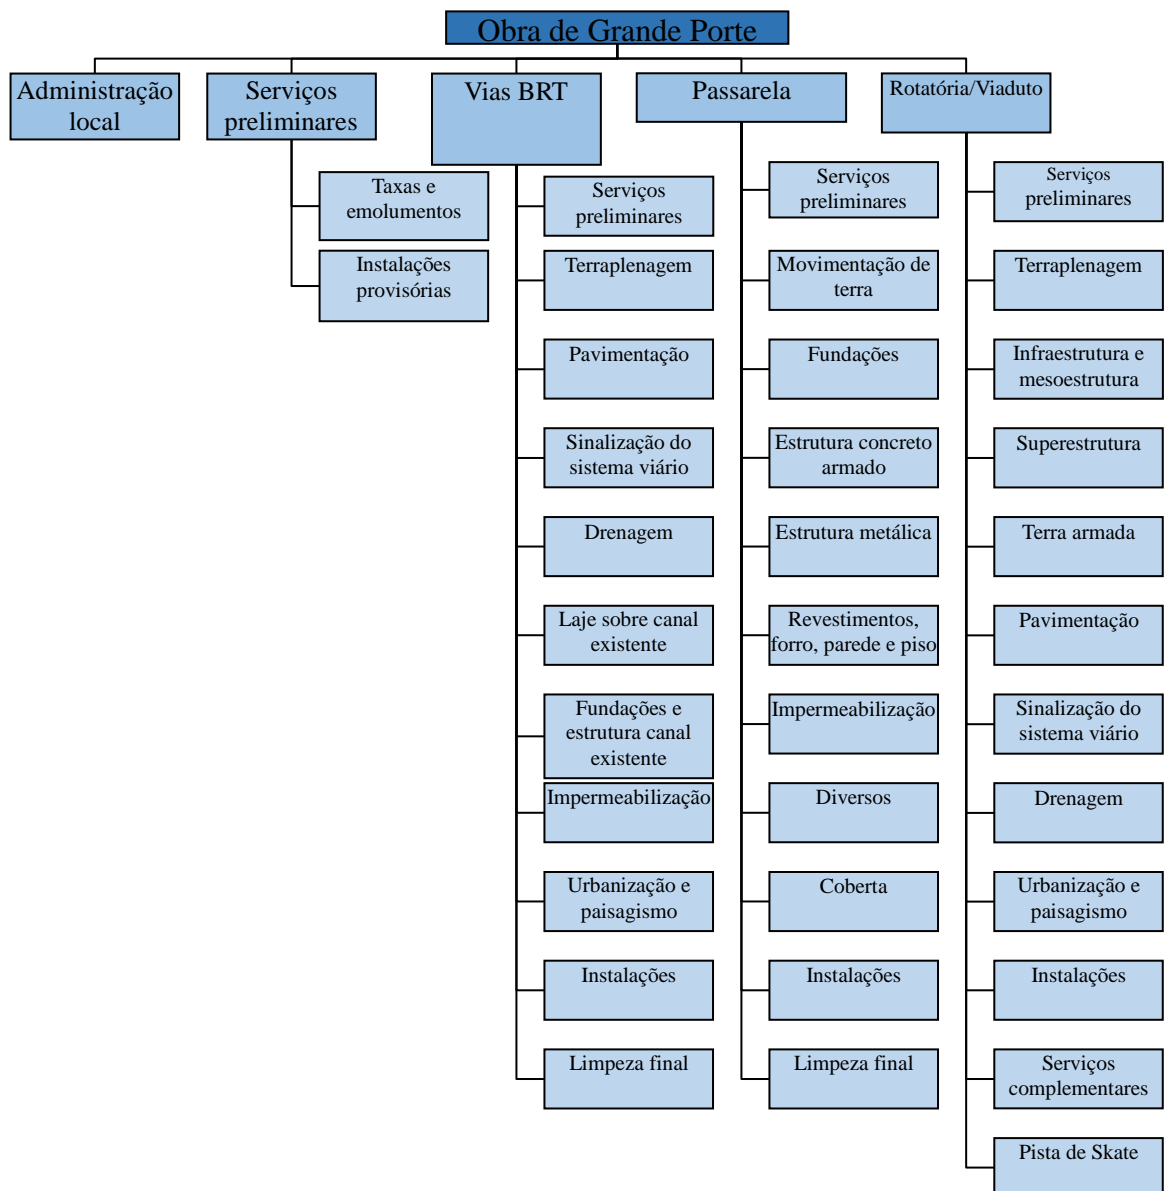 Obra de Grande Porte
Administração
local
Serviços
preliminares
Taxas e
emolumentos
Instalações
provisórias
Vias BRT
Serviços
preliminares
Terraplenagem
Pavimentação
Sinalização do
sistema viário
Drenagem
Laje sobre canal
existente
Fundações e
estrutura canal
existente
Impermeabilização
Urbanização e
paisagismo
Instalações
Limpeza final
Passarela
Serviços
preliminares
Movimentação de
terra
Fundações
Estrutura concreto
armado
Estrutura metálica
Revestimentos,
forro, parede e piso
Impermeabilização
Diversos
Coberta
Instalações
Limpeza final
Rotatória/Viaduto
Serviços
preliminares
Terraplenagem
Infraestrutura e
mesoestrutura
Superestrutura
Terra armada
Pavimentação
Sinalização do
sistema viário
Drenagem
Urbanização e
paisagismo
Instalações
Serviços
complementares
Pista de Skate